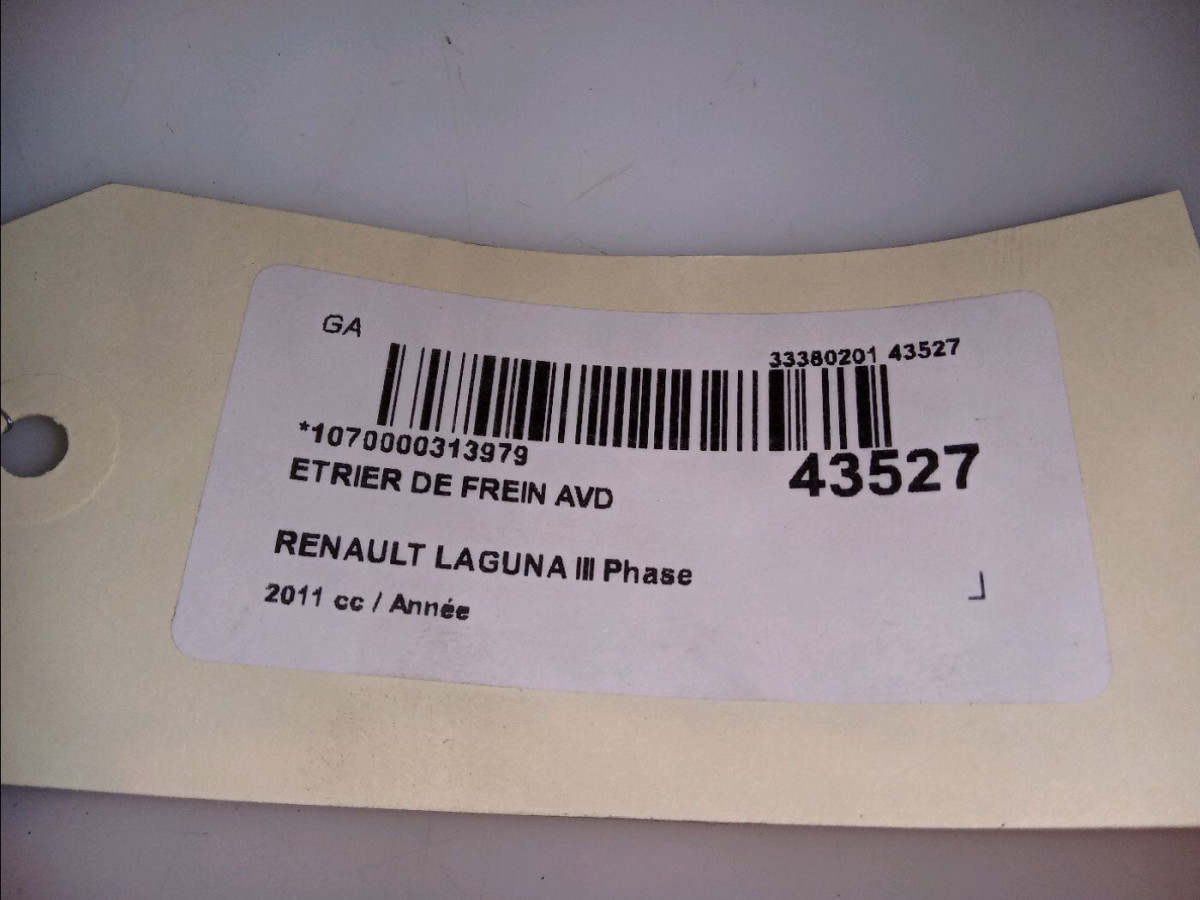 GA
33380201 43527
*1070000313979
43527
ETRIER DE FREIN AVD
RENAULT LAGUNA III Phase
2011 cc / Année